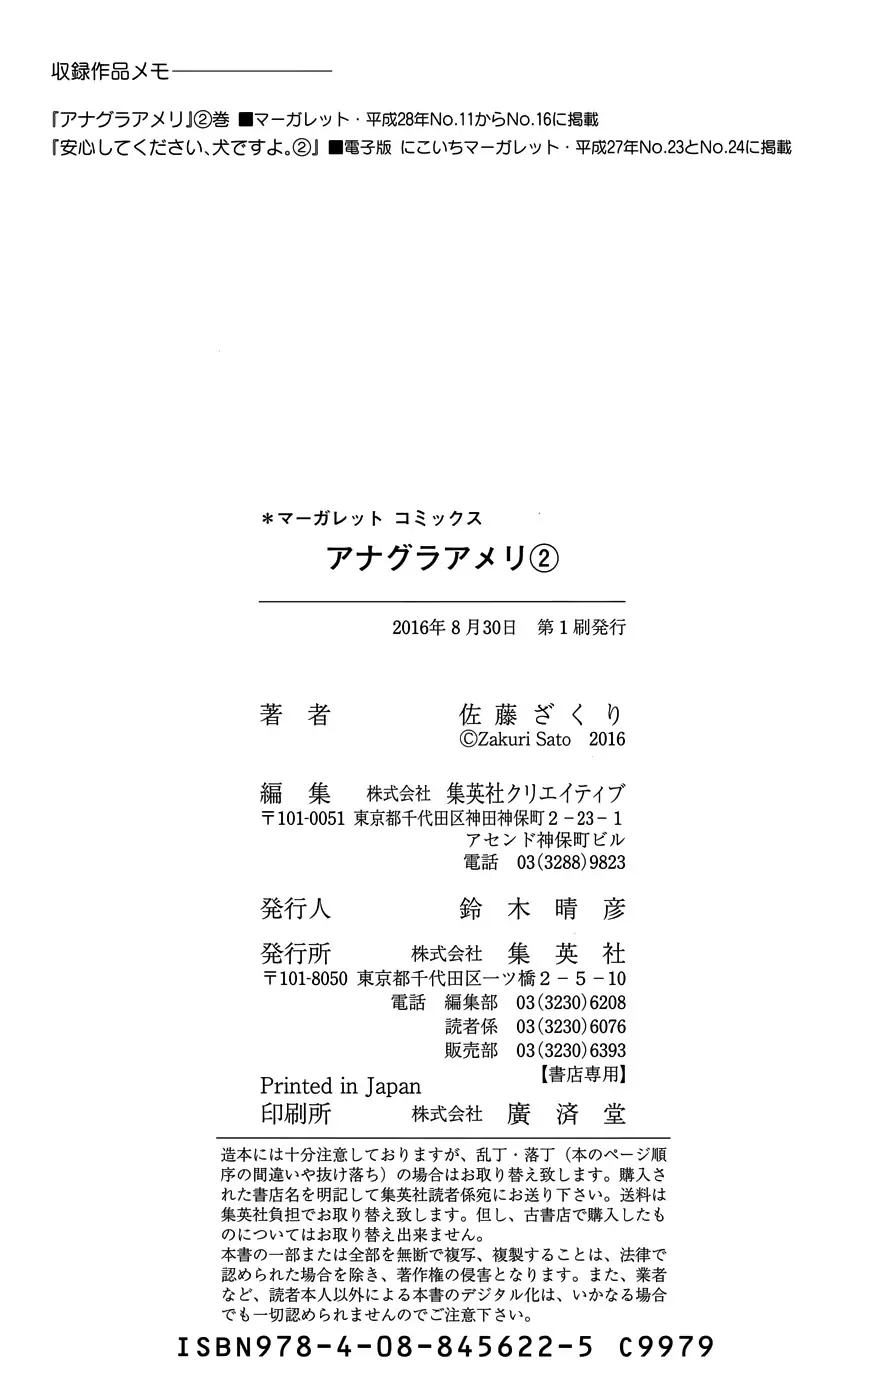 収録作品メモ
『アナグラアメリ』②巻 ■マーガレット・平成28年No.11からNo.16に掲載
『安心してください、犬ですよ。②』 ■電子版 にこいちマーガレット・平成27年No.23とNo.24に掲載
＊マーガレット コミックス
アナグラアメリ②
2016年8月30日　第1刷発行
著者　佐藤ざくり
©Zakuri Sato　2016
編集　株式会社 集英社クリエイティブ
〒101-0051 東京都千代田区神田神保町2－23－1
アセンド神保町ビル
電話　03(3288)9823
発行人　鈴木晴彦
発行所　株式会社 集英社
〒101-8050 東京都千代田区一ツ橋2－5－10
電話　編集部　03(3230)6208
読者係　03(3230)6076
販売部　03(3230)6393
【書店専用】
Printed in Japan
印刷所　株式会社 廣済堂
造本には十分注意しておりますが、乱丁・落丁（本のページ順
序の間違いや抜け落ち）の場合はお取り替え致します。購入さ
れた書店名を明記して集英社読者係宛にお送り下さい。送料は
集英社負担でお取り替え致します。但し、古書店で購入したも
のについてはお取り替え出来ません。
本書の一部または全部を無断で複写、複製することは、法律で
認められた場合を除き、著作権の侵害となります。また、業者
など、読者本人以外による本書のデジタル化は、いかなる場合
でも一切認められませんのでご注意下さい。
ISBN978-4-08-845622-5 C9979